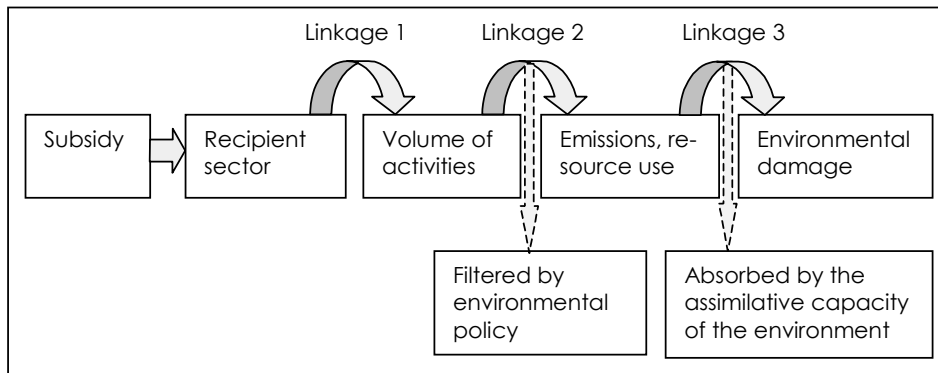 Linkage 1
Linkage 2
Linkage 3
Subsidy
Recipient
sector
Volume of
activities
Emissions, re-
source use
Environmental
damage
Filtered by
environmental
policy
Absorbed by the
assimilative capacity
of the environment